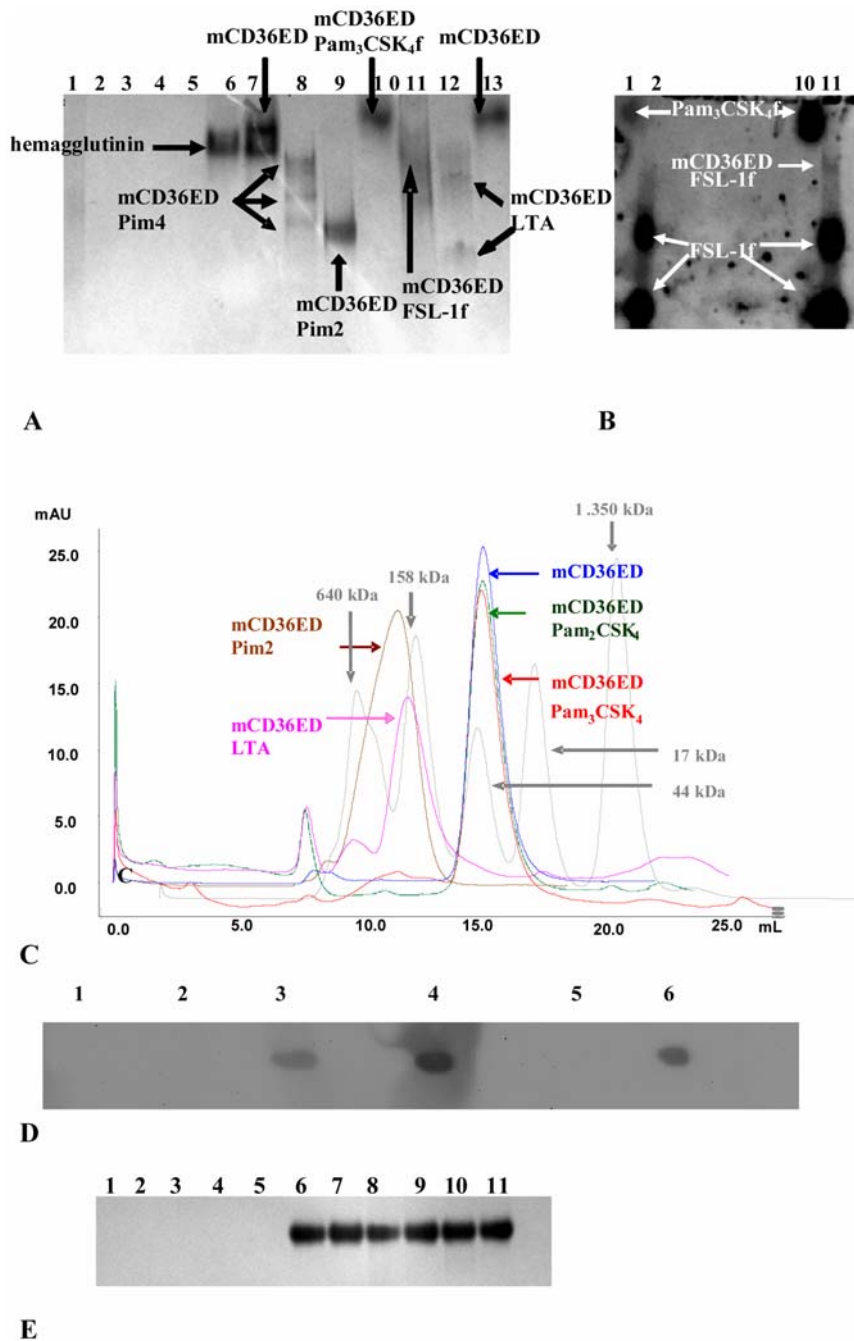 mCD36ED
mCD36ED
Pam₃CSK₄f
mCD36ED
1 2 3 4 5 6 7 8 9 1 0 11 12 13
hemagglutinin
mCD36ED
Pim4
mCD36ED
Pim2
mCD36ED
FSL-1f
mCD36ED
LTA
A
1 2 10 11
Pam₃CSK₄f
mCD36ED
FSL-1f
FSL-1f
B
mAU
25.0
20.0
15.0
10.0
5.0
0.0
640 kDa
158 kDa
1 .350 kDa
mCD36ED
Pim2
mCD36ED
LTA
mCD36ED
mCD36ED
Pam₂CSK₄
mCD36ED
Pam₃CSK₄
17 kDa
44 kDa
C
0.0 5.0 10.0 15.0 20.0 25.0 mL
C
1 2 3 4 5 6
D
1 2 3 4 5 6 7 8 9 10 11
E